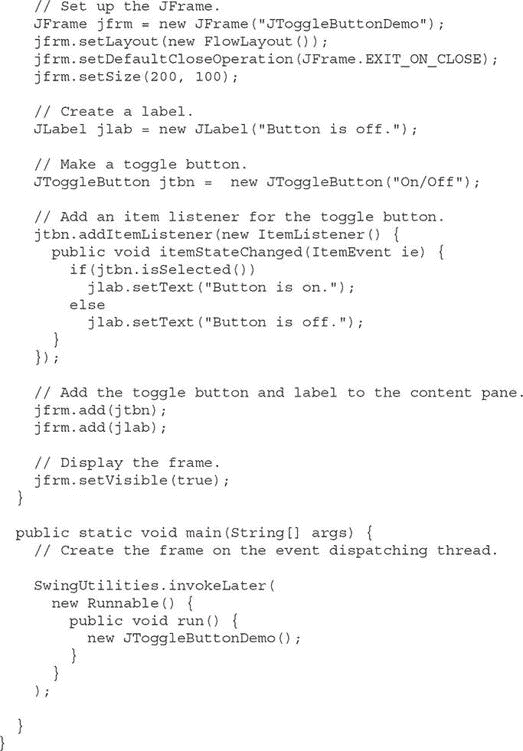 // Set up the JFrame.
JFrame jfrm = new JFrame("JToggleButtonDemo");
jfrm.setLayout(new FlowLayout());
jfrm.setDefaultCloseOperation(JFrame.EXIT_ON_CLOSE);
jfrm.setSize(200, 100);
// Create a label.
JLabel jlab = new JLabel("Button is off.");
// Make a toggle button.
JToggleButton jtbn =  new JToggleButton("On/Off");
// Add an item listener for the toggle button.
jtbn.addItemListener(new ItemListener() {
public void itemStateChanged(ItemEvent ie) {
if(jtbn.isSelected())
jlab.setText("Button is on.");
else
jlab.setText("Button is off.");
}
});
// Add the toggle button and label to the content pane.
jfrm.add(jtbn);
jfrm.add(jlab);
// Display the frame.
jfrm.setVisible(true);
}
public static void main(String[] args) {
// Create the frame on the event dispatching thread.
SwingUtilities.invokeLater(
new Runnable() {
public void run() {
new JToggleButtonDemo();
}
}
);
}
}